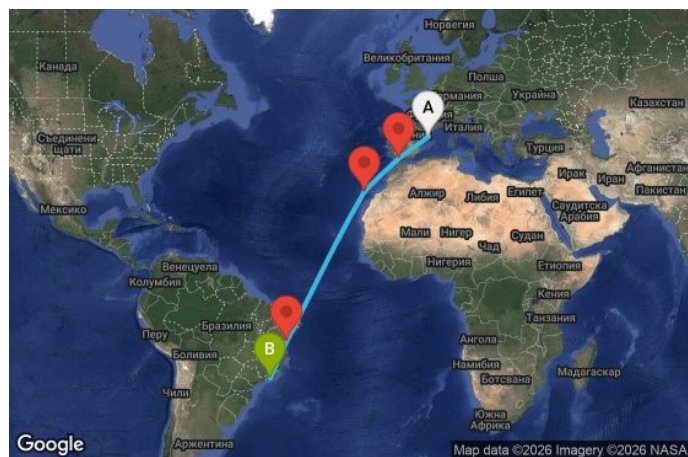 Норвегия
Канада
Великобритания
Полша
Украйна
Казахстан
A
Италия
Съединени
щати
Турция
Афганистан
Ирак
Иран
Пакистан
Алжир
Либия
Египет
Саудитска
Арабия
Мексико
Мали
Нигер
Чад
Судан
Венецуела
Нигерия
Етиопия
Колумбия
Кения
Бразилия
Перу
Танзания
B
Ангола
Боливия
Намибия
Ботсвана
Мадагаскар
Чили
Южна
Африка
Аржентина
Google
Map data ©2026 Imagery ©2026 NASA